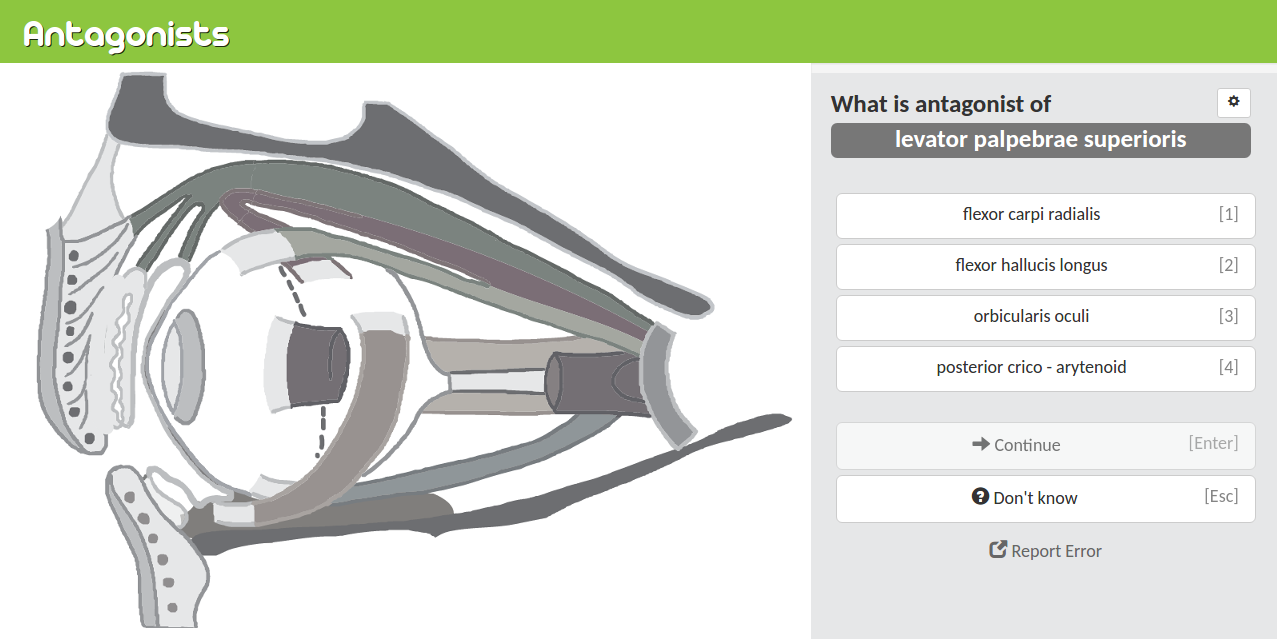 Antagonists
What is antagonist of
levator palpebrae superioris
flexor carpi radialis [1]
flexor hallucis longus [2]
orbicularis oculi [3]
posterior crico - arytenoid [4]
Continue [Enter]
Don't know [Esc]
Report Error